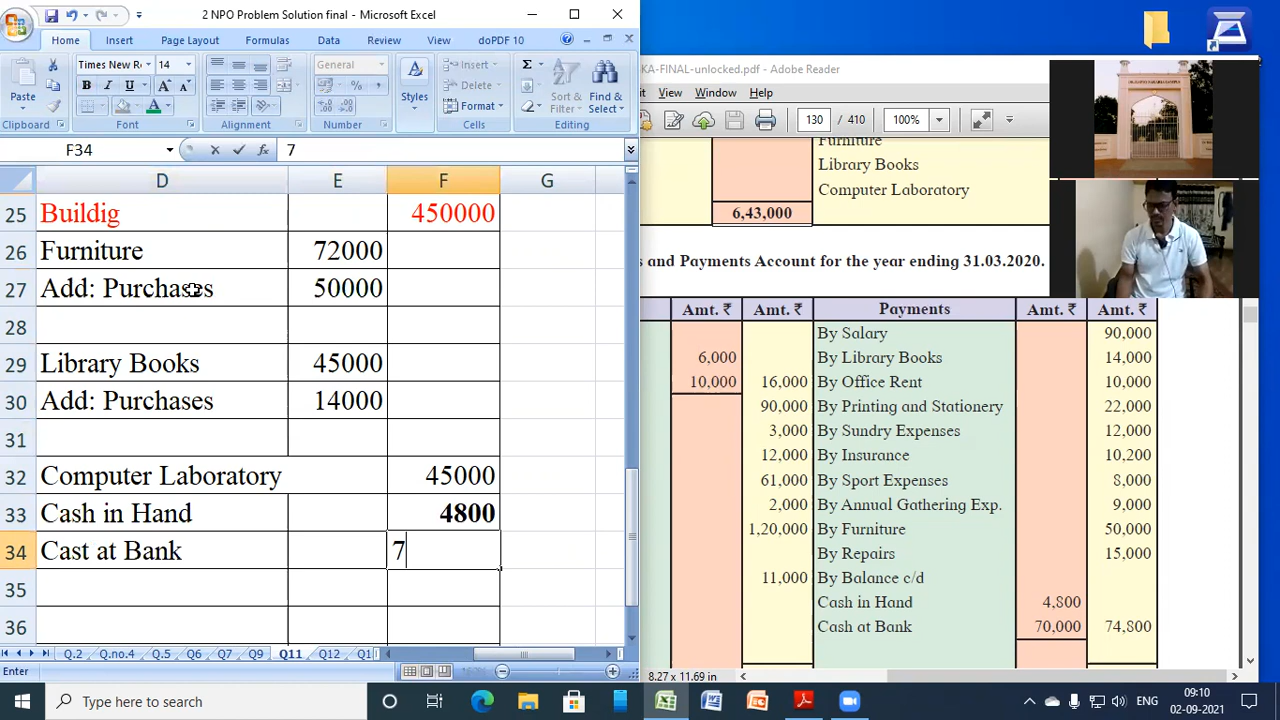 2 NPO Problem Solution final - Microsoft Excel
Home Insert Page Layout Formulas Data Review View doPDF 10
Times New Ro 14 General Insert
B I U Delete
Paste Styles Format Sort & Filter Find & Select
Clipboard Font Alignment Number Cells Editing
F34 7
D E F G
25 Buildig 450000
26 Furniture 72000
27 Add: Purchases 50000
28
29 Library Books 45000
30 Add: Purchases 14000
31
32 Computer Laboratory 45000
33 Cash in Hand 4800
34 Cast at Bank 7
35
36
Q.2 Q.no.4 Q.5 Q6 Q7 Q9 Q11 Q12 Q1
Enter
KA-FINAL-unlocked.pdf - Adobe Reader
it View Window Help
130 / 410 100%
Furniture
Library Books
Computer Laboratory
6,43,000
s and Payments Account for the year ending 31.03.2020.
Amt. ₹ Amt. ₹ Payments Amt. ₹ Amt. ₹
By Salary 90,000
6,000 By Library Books 14,000
10,000 16,000 By Office Rent 10,000
90,000 By Printing and Stationery 22,000
3,000 By Sundry Expenses 12,000
12,000 By Insurance 10,200
61,000 By Sport Expenses 8,000
2,000 By Annual Gathering Exp. 9,000
1,20,000 By Furniture 50,000
By Repairs 15,000
11,000 By Balance c/d
Cash in Hand 4,800
Cash at Bank 70,000 74,800
8.27 x 11.69 in
Type here to search
ENG
09:10
02-09-2021